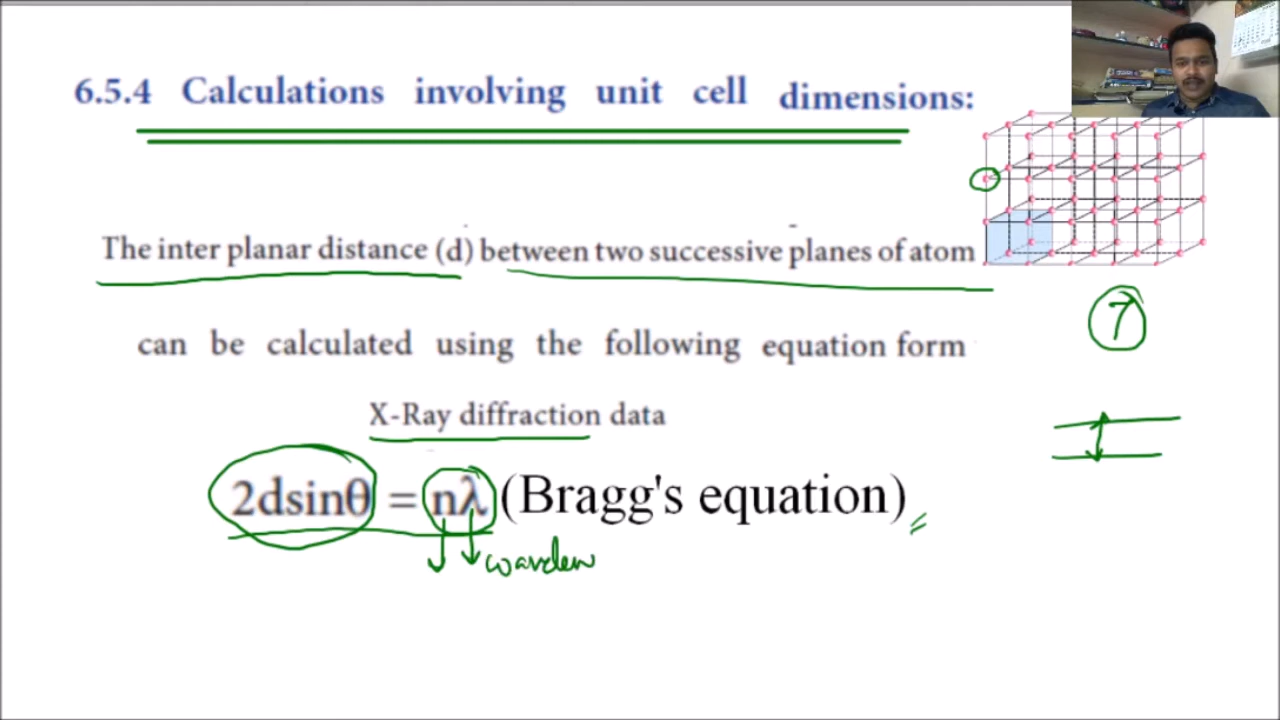 6.5.4 Calculations involving unit cell dimensions:
The inter planar distance (d) between two successive planes of atom
can be calculated using the following equation form
X-Ray diffraction data
2dsinθ = nλ (Bragg's equation)
7